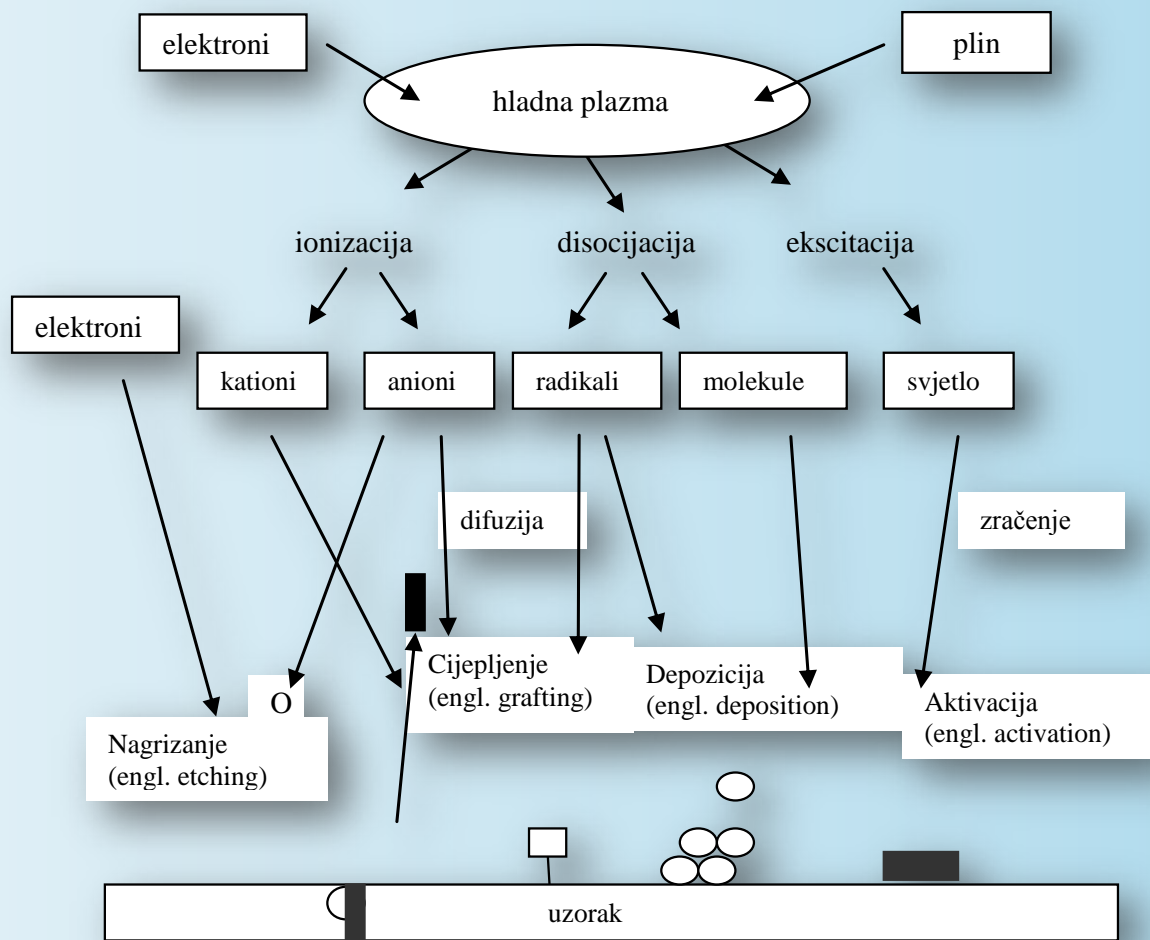 elektroni
plin
hladna plazma
ionizacija
disocijacija
ekscitacija
elektroni
kationi
anioni
radikali
molekule
svjetlo
difuzija
zračenje
Cijepljenje
(engl. grafting)
Depozicija
(engl. deposition)
O
Aktivacija
(engl. activation)
Nagrizanje
(engl. etching)
uzorak